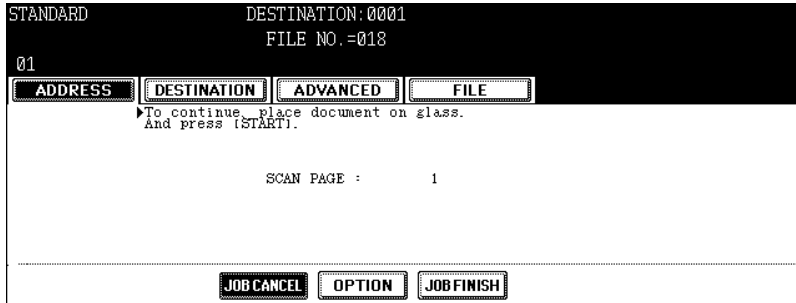 STANDARD DESTINATION:0001
FILE NO.=018
01
ADDRESS DESTINATION ADVANCED FILE
To continue, place document on glass.
And press [START].
SCAN PAGE : 1
JOB CANCEL OPTION JOB FINISH